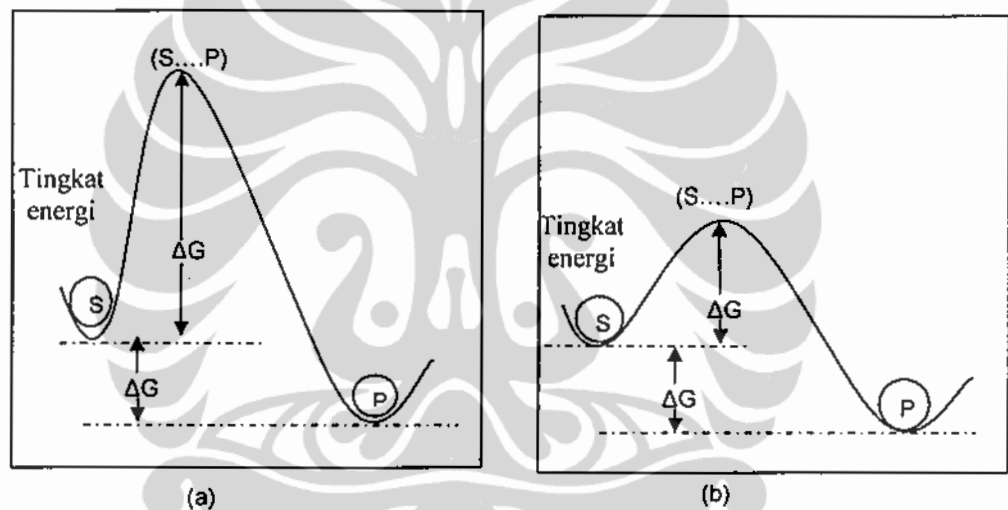 (S....P)
Tingkat
energi
ΔG
S
ΔG
P
(a)
(S....P)
Tingkat
energi
S
ΔG
ΔG
P
(b)